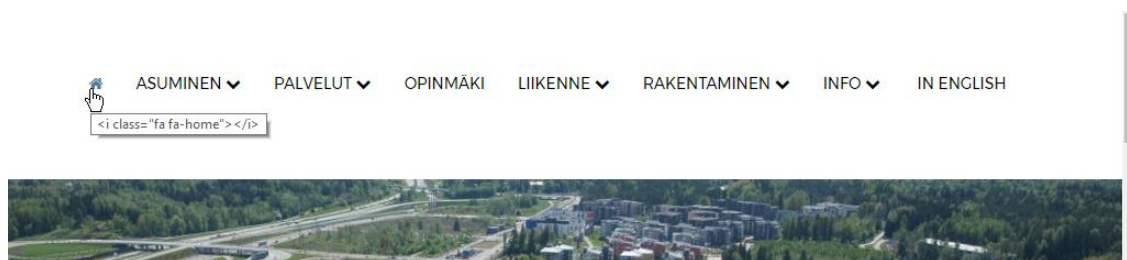 ASUMINEN PALVELUT OPINMÄKI LIIKENNE RAKENTAMINEN INFO IN ENGLISH
<i class="fa fa-home"></i>